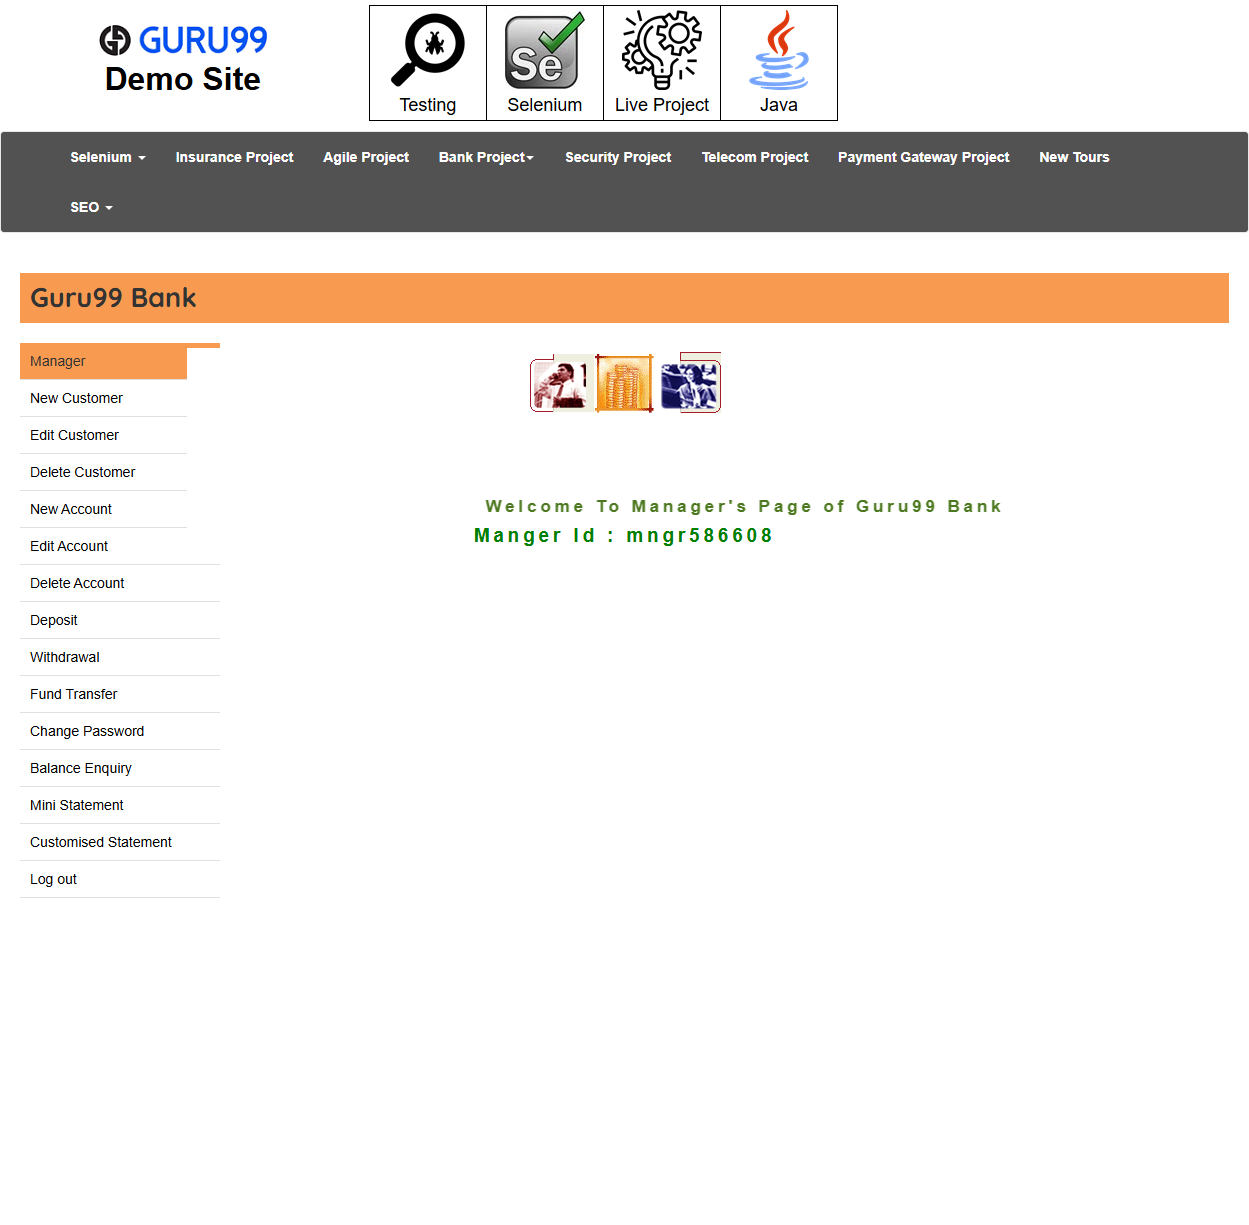 GURU99
Demo Site
Testing
Selenium
Live Project
Java
Selenium
Insurance Project
Agile Project
Bank Project
Security Project
Telecom Project
Payment Gateway Project
New Tours
SEO
Guru99 Bank
Manager
New Customer
Edit Customer
Delete Customer
New Account
Edit Account
Delete Account
Deposit
Withdrawal
Fund Transfer
Change Password
Balance Enquiry
Mini Statement
Customised Statement
Log out
Welcome To Manager's Page of Guru99 Bank
Manger Id : mngr586608